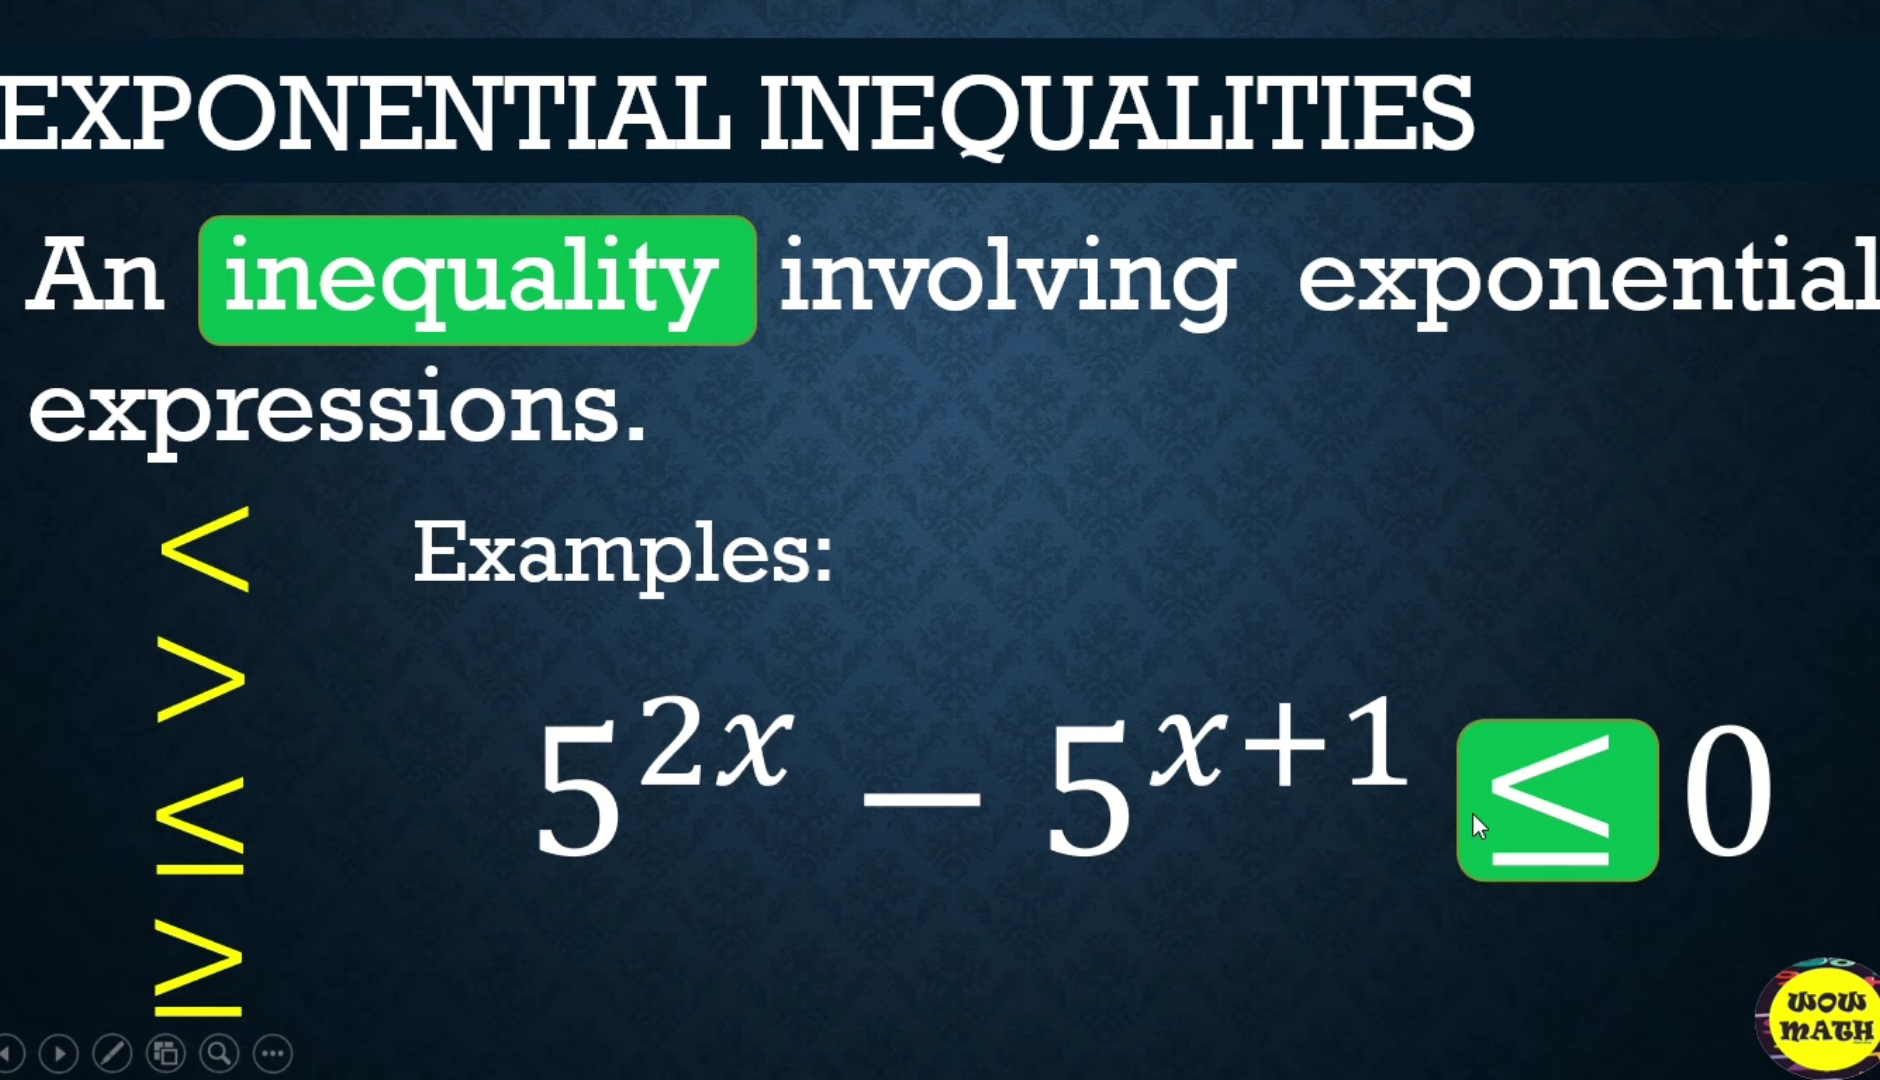 EXPONENTIAL INEQUALITIES
An inequality involving exponential
expressions.
<
Examples:
>
5^{2x} − 5^{x+1} ≤ 0
≤
≥
WOW
MATH